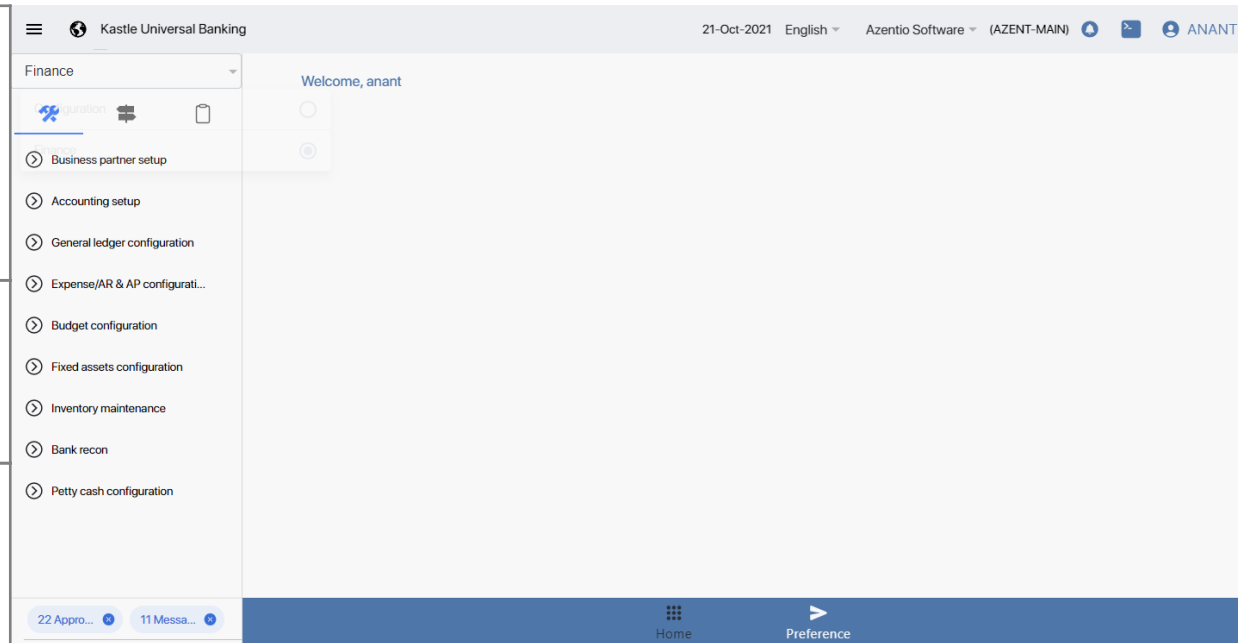 Kastle Universal Banking
21-Oct-2021 English Azentio Software (AZENT-MAIN) ANANT
Finance
Welcome, anant
Configuration
Finance
Business partner setup
Accounting setup
General ledger configuration
Expense/AR & AP configurati...
Budget configuration
Fixed assets configuration
Inventory maintenance
Bank recon
Petty cash configuration
22 Appro... 11 Messa...
Home Preference